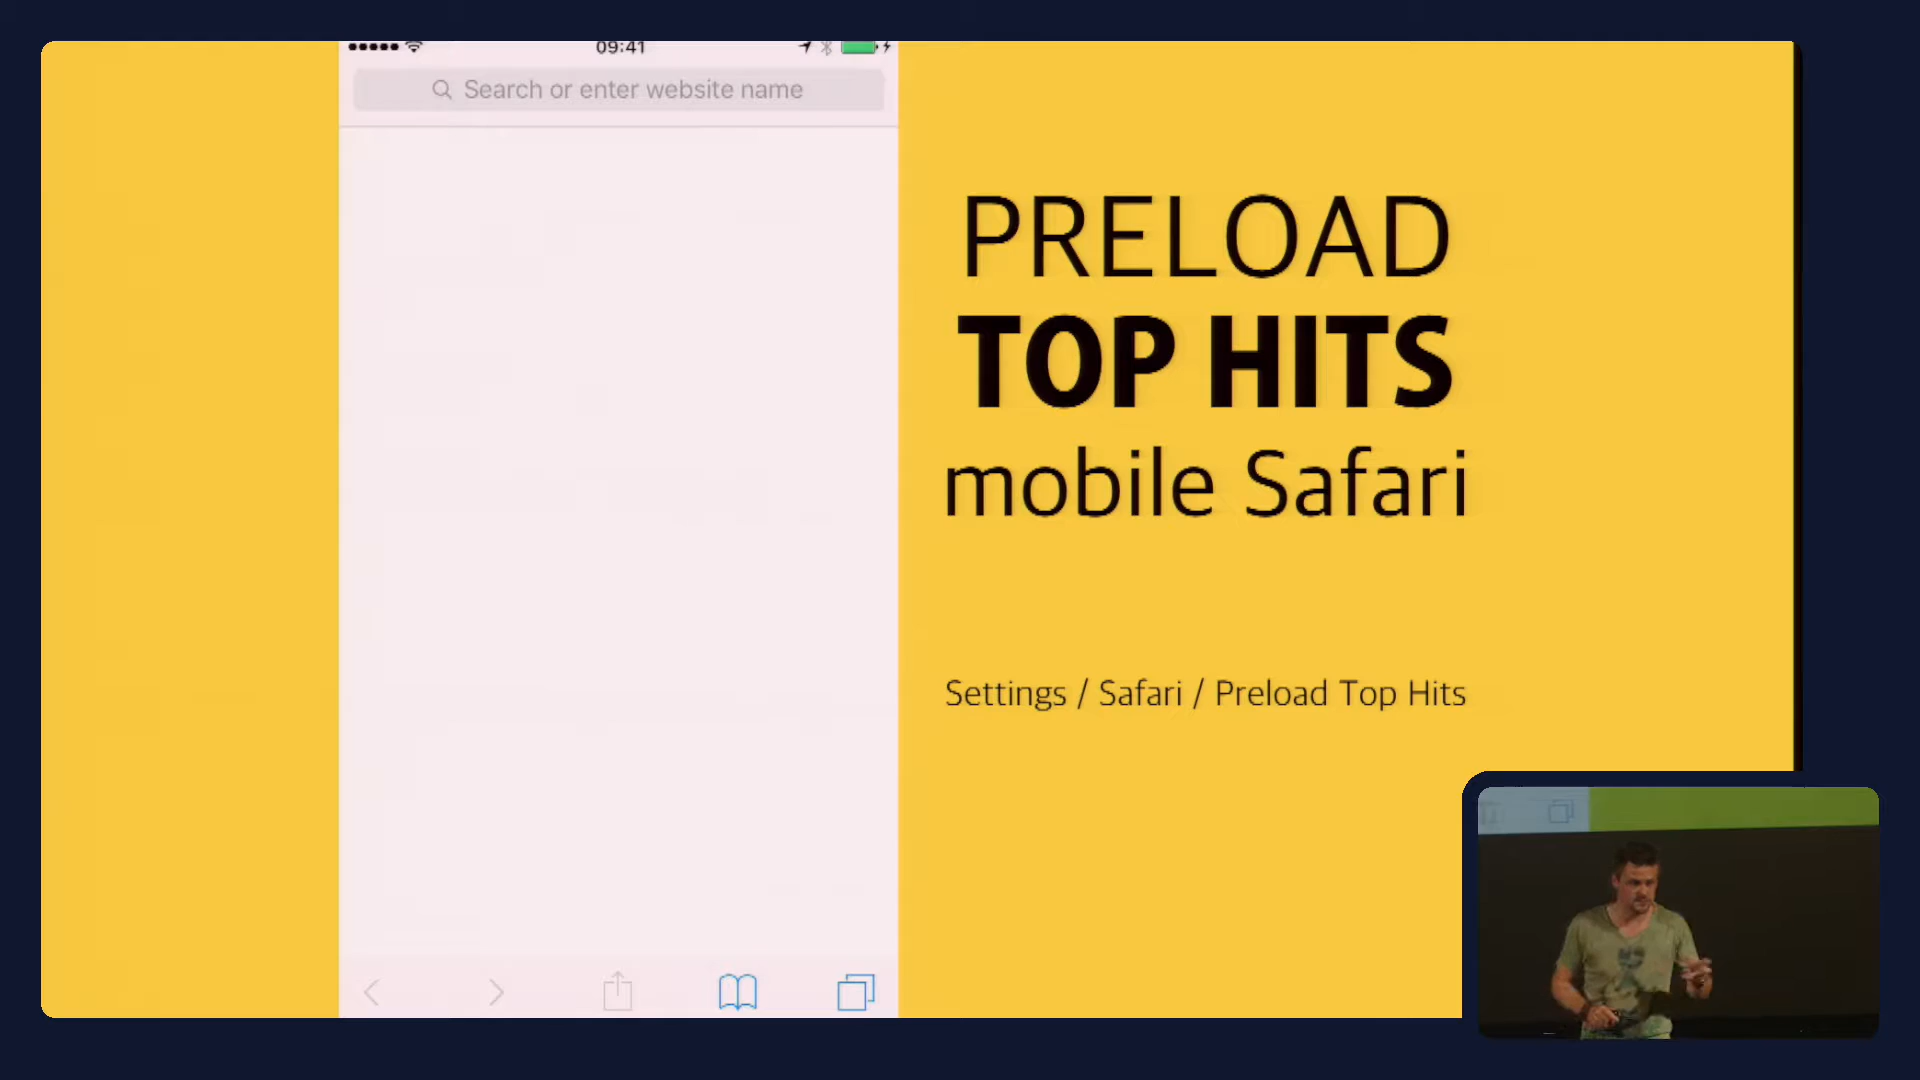 09:41
Search or enter website name
PRELOAD
TOP HITS
mobile Safari
Settings / Safari / Preload Top Hits